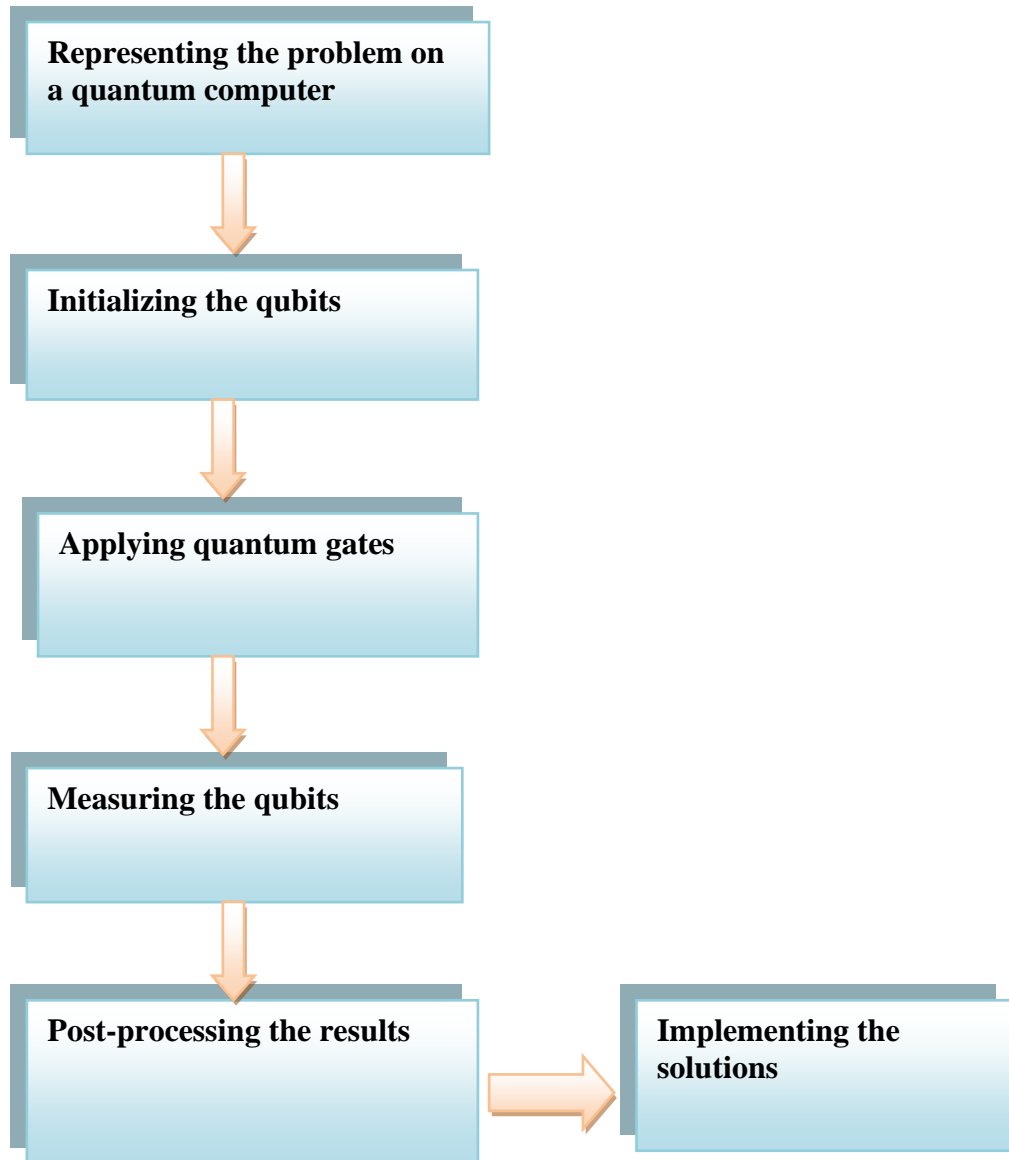 Representing the problem on
a quantum computer
Initializing the qubits
Applying quantum gates
Measuring the qubits
Post-processing the results
Implementing the
solutions